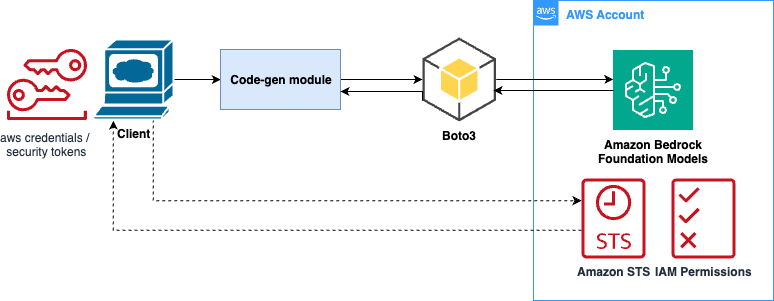 aws
AWS Account
Code-gen module
aws credentials /
security tokens
Client
Boto3
Amazon Bedrock
Foundation Models
STS
Amazon STS
IAM Permissions